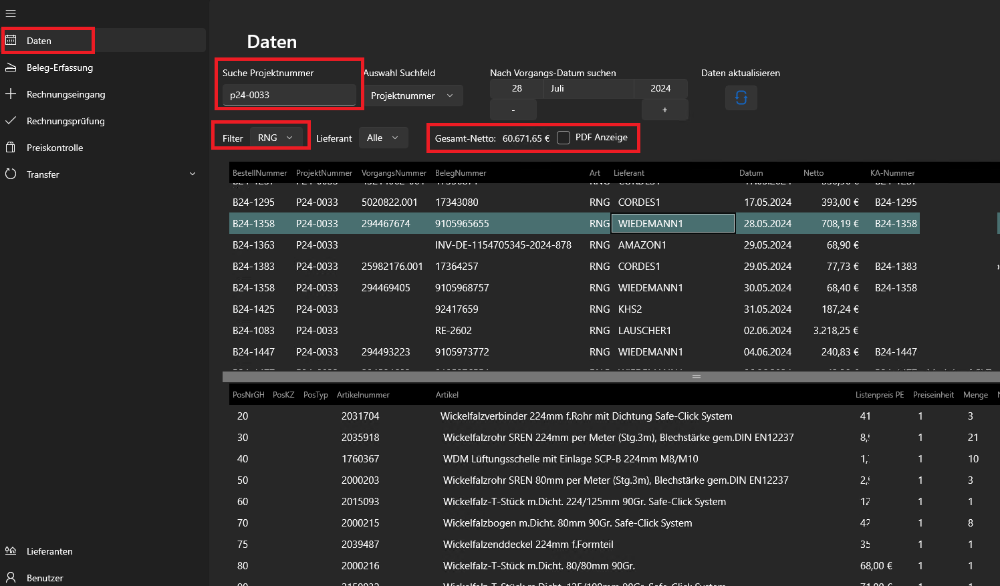 Daten
Beleg-Erfassung
Rechnungseingang
Rechnungsprüfung
Preiskontrolle
Transfer
Lieferanten
Benutzer
Daten
Suche Projektnummer Auswahl Suchfeld Nach Vorgangs-Datum suchen Daten aktualisieren
p24-0033 Projektnummer 28 Juli 2024
- +
Filter RNG Lieferant Alle Gesamt-Netto: 60.671,65 € PDF Anzeige
BestellNummer ProjektNummer VorgangsNummer BelegNummer Art Lieferant Datum Netto KA-Nummer
B24-1295 P24-0033 5020822.001 17343080 RNG CORDES1 17.05.2024 393,00 € B24-1295
B24-1358 P24-0033 294467674 9105965655 RNG WIEDEMANN1 28.05.2024 708,19 € B24-1358
B24-1363 P24-0033 INV-DE-1154705345-2024-878 RNG AMAZON1 29.05.2024 68,90 €
B24-1383 P24-0033 25982176.001 17364257 RNG CORDES1 29.05.2024 77,73 € B24-1383
B24-1358 P24-0033 294469405 9105968757 RNG WIEDEMANN1 30.05.2024 68,40 € B24-1358
B24-1425 P24-0033 92417659 RNG KHS2 31.05.2024 187,24 €
B24-1083 P24-0033 RE-2602 RNG LAUSCHER1 02.06.2024 3.218,25 €
B24-1447 P24-0033 294493223 9105973772 RNG WIEDEMANN1 04.06.2024 240,83 € B24-1447
PosNrGH PosKZ PosTyp Artikelnummer Artikel Listenpreis PE Preiseinheit Menge
20 2031704 Wickelfalzverbinder 224mm f.Rohr mit Dichtung Safe-Click System 41 1 3
30 2035918 Wickelfalzrohr SREN 224mm per Meter (Stg.3m), Blechstärke gem.DIN EN12237 8, 1 21
40 1760367 WDM Lüftungsschelle mit Einlage SCP-B 224mm M8/M10 1, 1 10
50 2000203 Wickelfalzrohr SREN 80mm per Meter (Stg.3m), Blechstärke gem.DIN EN12237 2, 1 3
60 2015093 Wickelfalz-T-Stück m.Dicht. 224/125mm 90Gr. Safe-Click System 12 1 1
70 2000215 Wickelfalzbogen m.Dicht. 80mm 90Gr. Safe-Click System 42 1 8
75 2039487 Wickelfalzenddeckel 224mm f.Formteil 35 1 1
80 2000216 Wickelfalz-T-Stück m.Dicht. 80/80mm 90Gr. 68,00 € 1 1